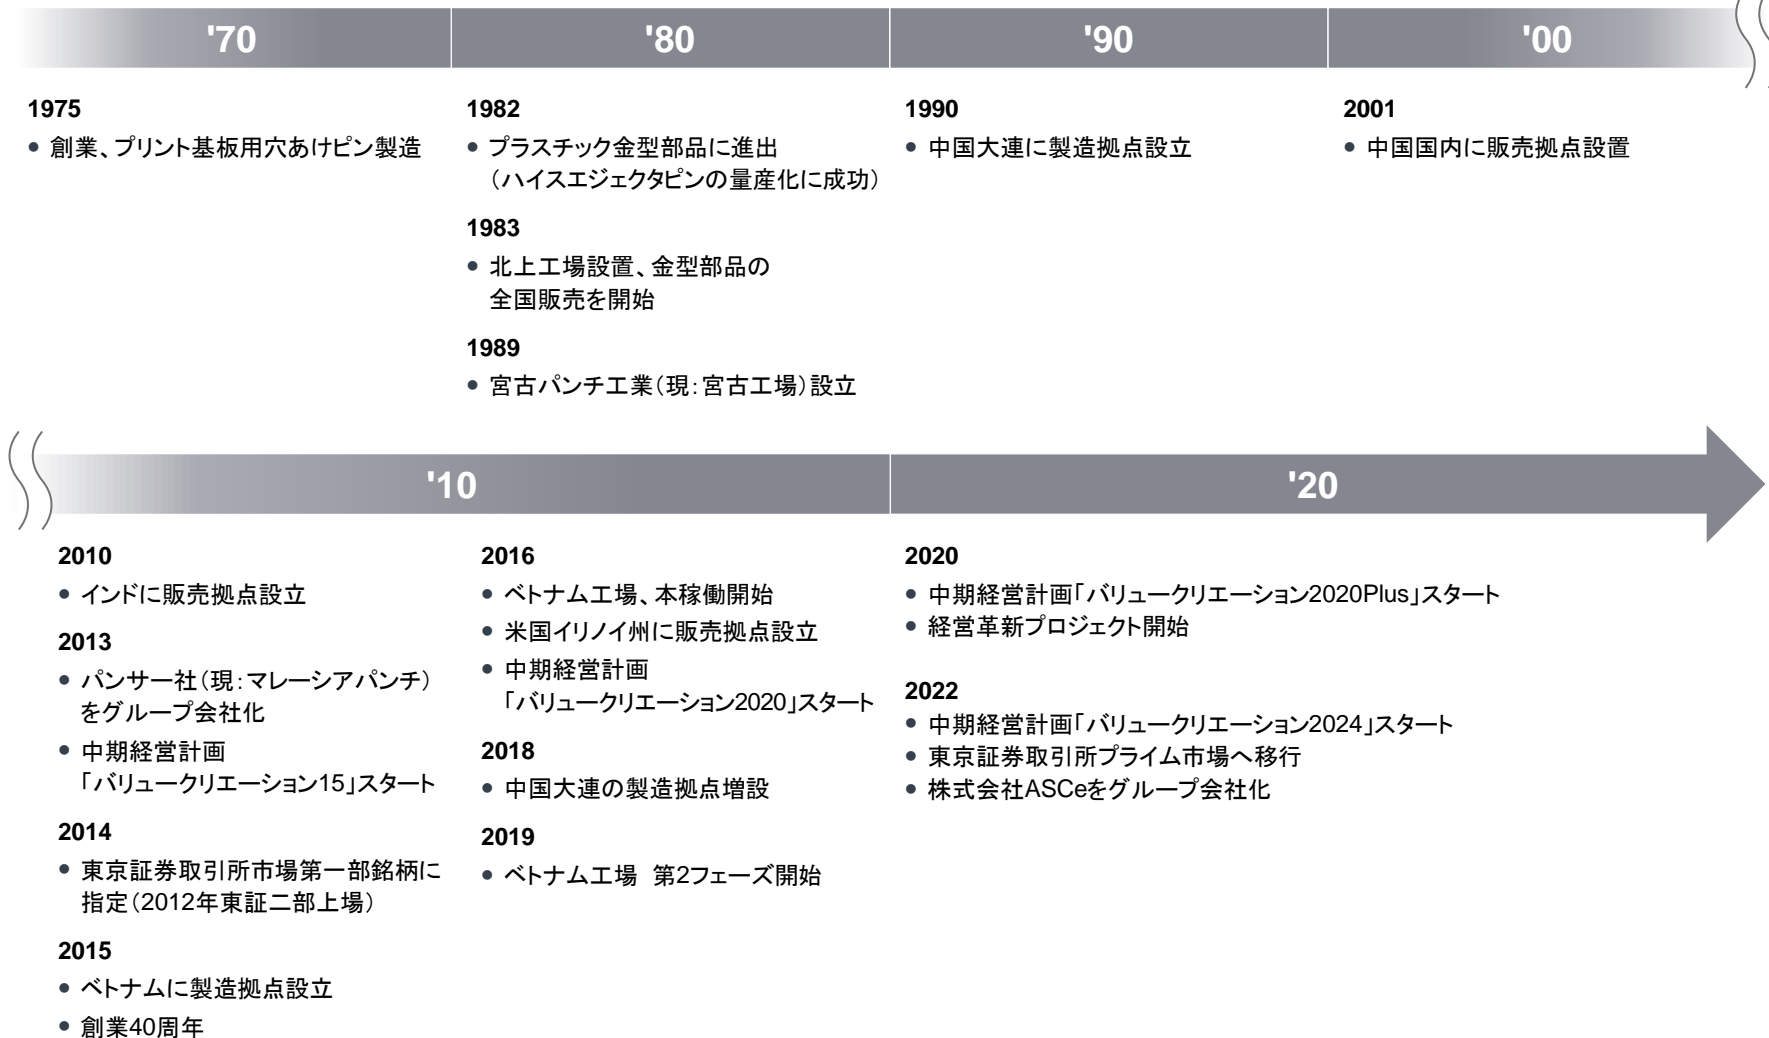 '70
'80
'90
'00
1975
● 創業、プリント基板用穴あけピン製造
1982
● プラスチック金型部品に進出
（ハイスエジェクタピンの量産化に成功）
1983
● 北上工場設置、金型部品の
全国販売を開始
1989
● 宮古パンチ工業（現：宮古工場）設立
1990
● 中国大連に製造拠点設立
2001
● 中国国内に販売拠点設置
'10
'20
2010
● インドに販売拠点設立
2013
● パンサー社（現：マレーシアパンチ）
をグループ会社化
● 中期経営計画
「バリュークリエーション15」スタート
2014
● 東京証券取引所市場第一部銘柄に
指定（2012年東証二部上場）
2015
● ベトナムに製造拠点設立
● 創業40周年
2016
● ベトナム工場、本稼働開始
● 米国イリノイ州に販売拠点設立
● 中期経営計画
「バリュークリエーション2020」スタート
2018
● 中国大連の製造拠点増設
2019
● ベトナム工場　第2フェーズ開始
2020
● 中期経営計画「バリュークリエーション2020Plus」スタート
● 経営革新プロジェクト開始
2022
● 中期経営計画「バリュークリエーション2024」スタート
● 東京証券取引所プライム市場へ移行
● 株式会社ASCeをグループ会社化